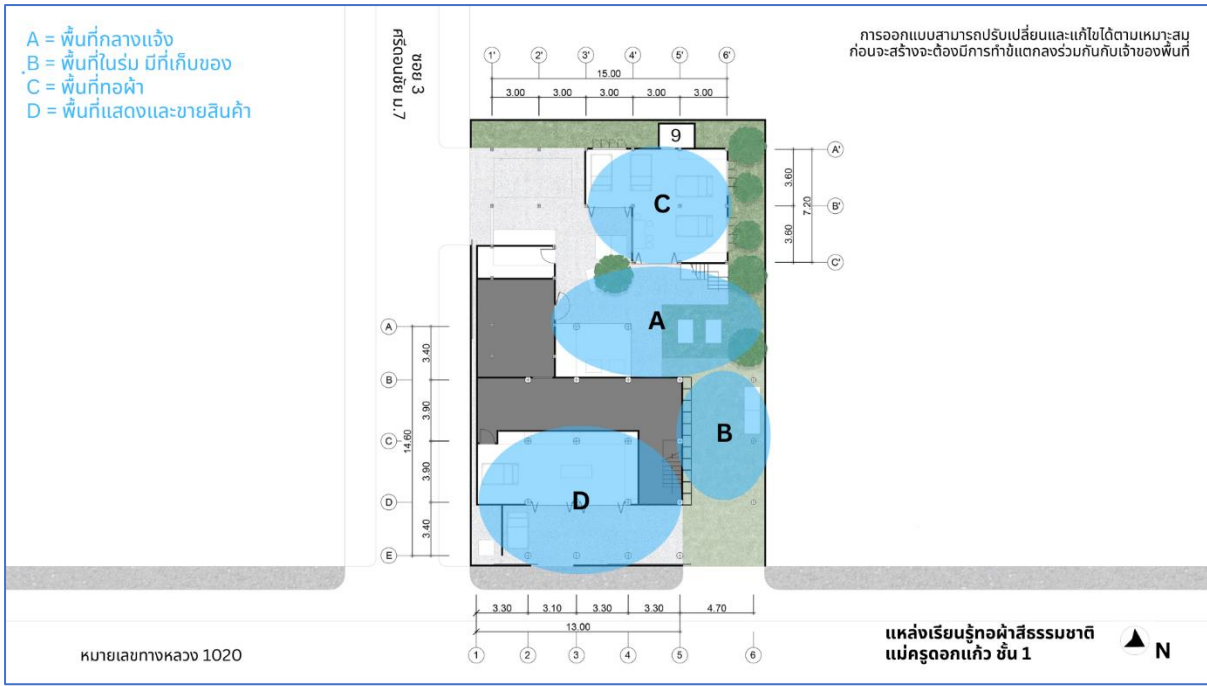 A = พื้นที่กลางแจ้ง
B = พื้นที่ในร่ม มีที่เก็บของ
C = พื้นที่ทอผ้า
D = พื้นที่แสดงและขายสินค้า
ซอย 3
ศรีดอนชัย ม.7
การออกแบบสามารถปรับเปลี่ยนและแก้ไขได้ตามเหมาะสม
ก่อนจะสร้างจะต้องมีการทำข้แตกลงร่วมกันกับเจ้าของพื้นที่
1' 2' 3' 4' 5' 6'
15.00
3.00 3.00 3.00 3.00 3.00
9
A'
3.60
B'
7.20
3.60
C'
C
A
B
D
A
3.40
B
3.90
C
14.60
3.90
D
3.40
E
3.30 3.10 3.30 3.30 4.70
13.00
1 2 3 4 5 6
หมายเลขทางหลวง 1020
แหล่งเรียนรู้ทอผ้าสีธรรมชาติ
แม่ครูดอกแก้ว ชั้น 1
N